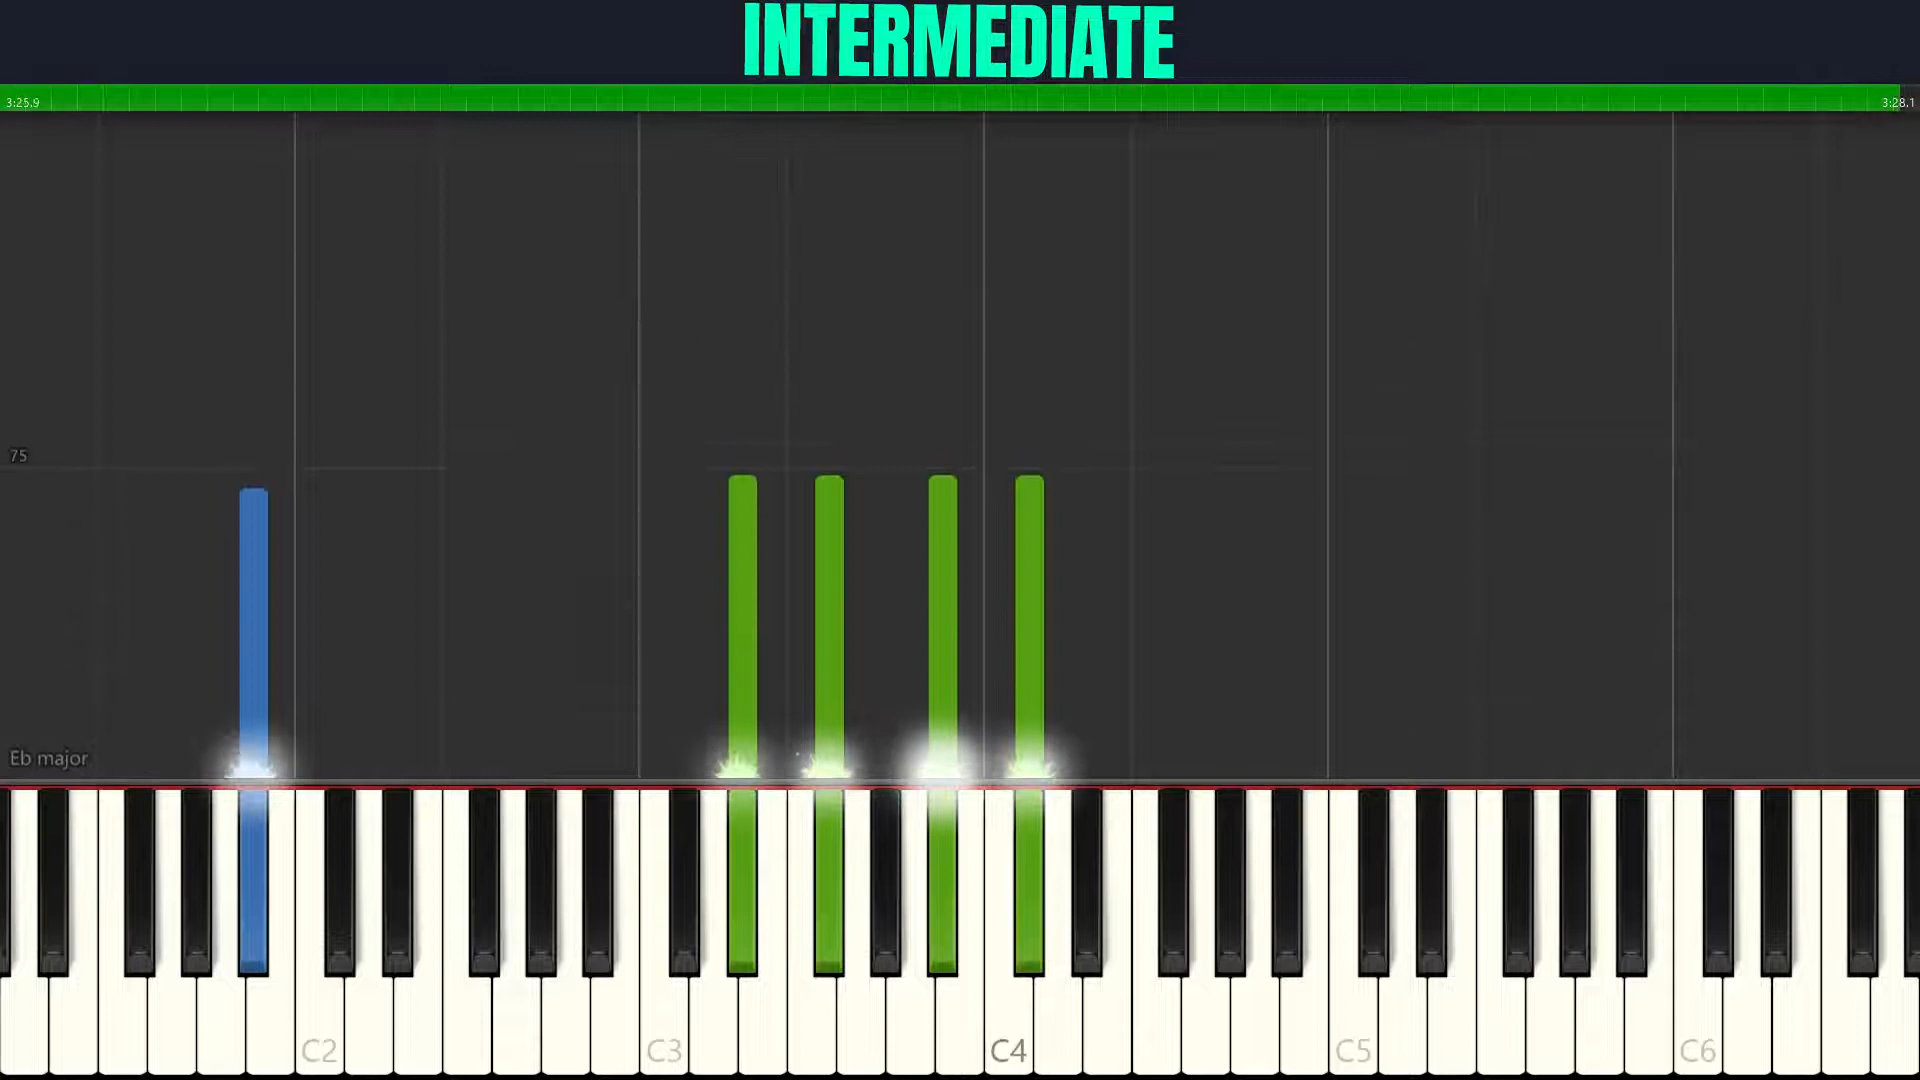 INTERMEDIATE
3:25,9
3:28,1
75
Eb major
C2
C3
C4
C5
C6